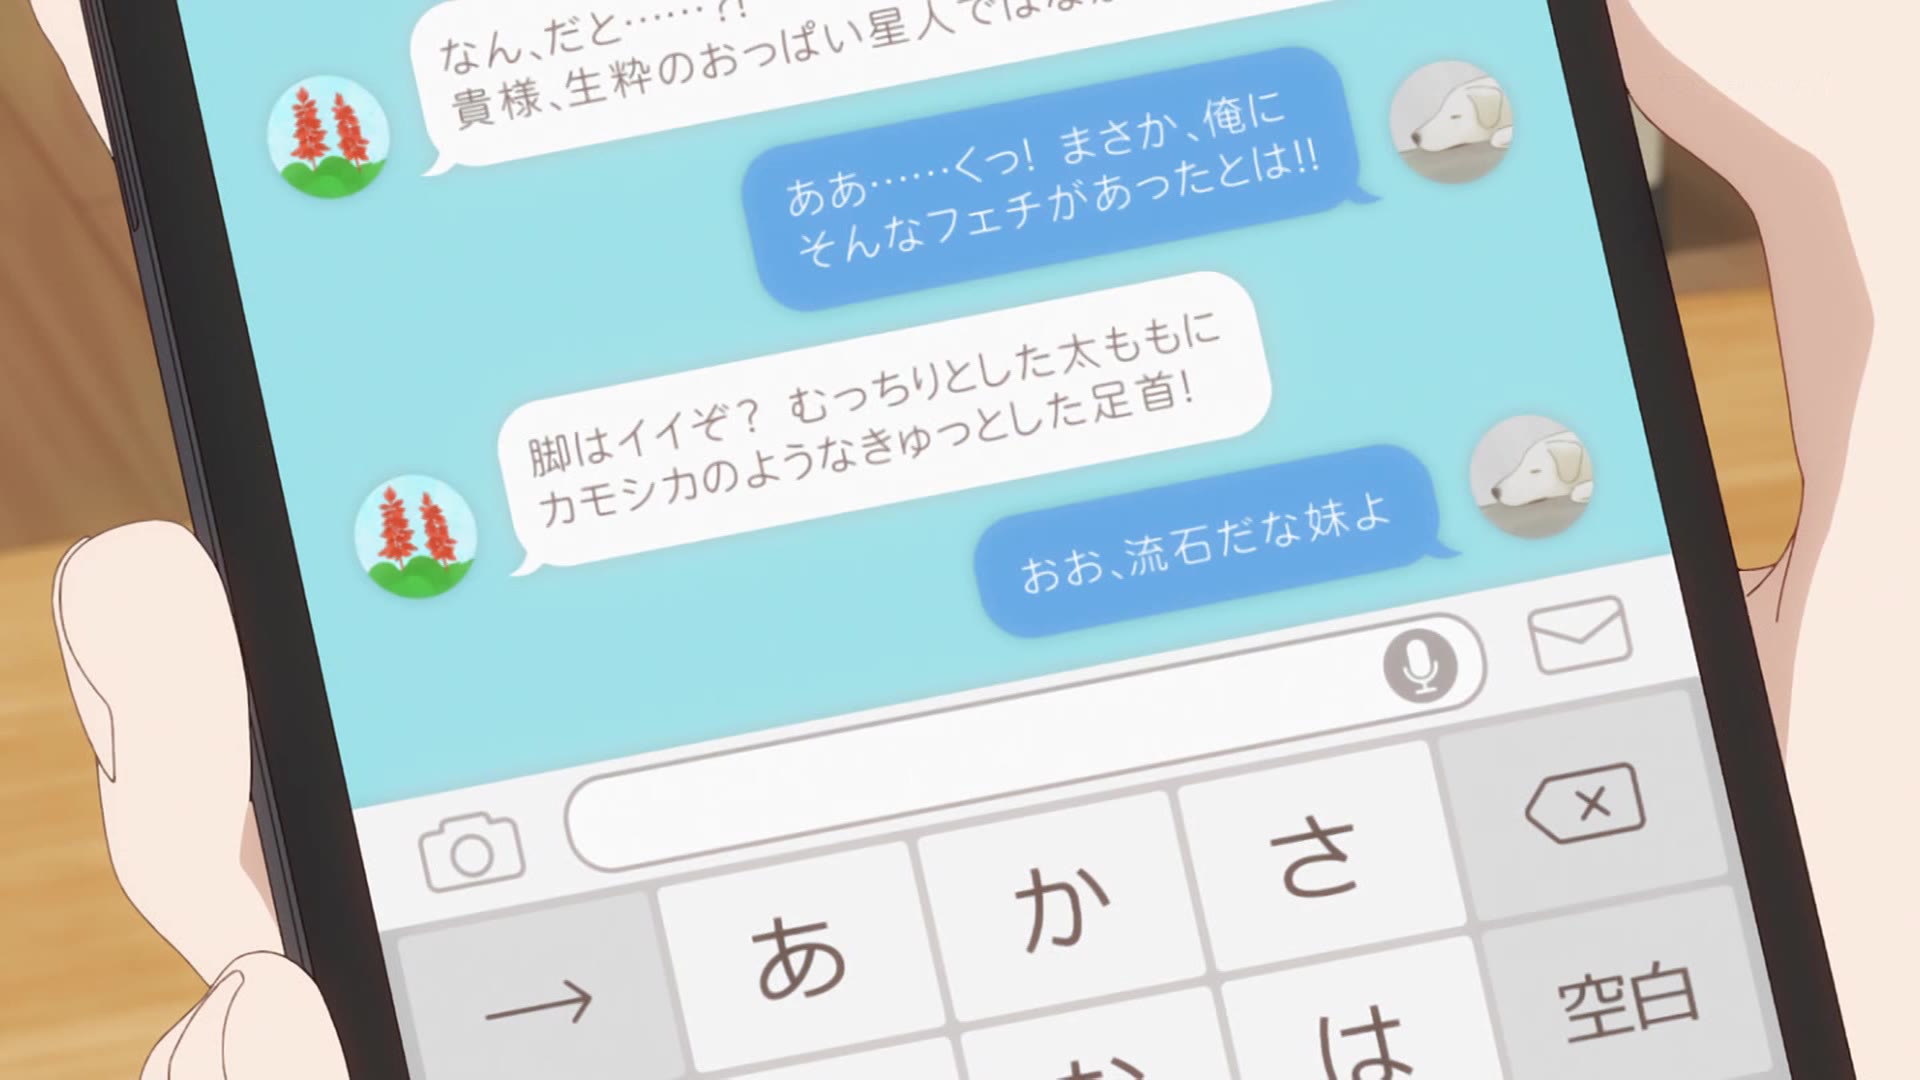 なん、だと……?!
貴様、生粋のおっぱい星人ではなか
ああ……くっ! まさか、俺に
そんなフェチがあったとは!!
脚はイイぞ? むっちりとした太ももに
カモシカのようなきゅっとした足首!
おお、流石だな妹よ
→ あ か さ
は 空白